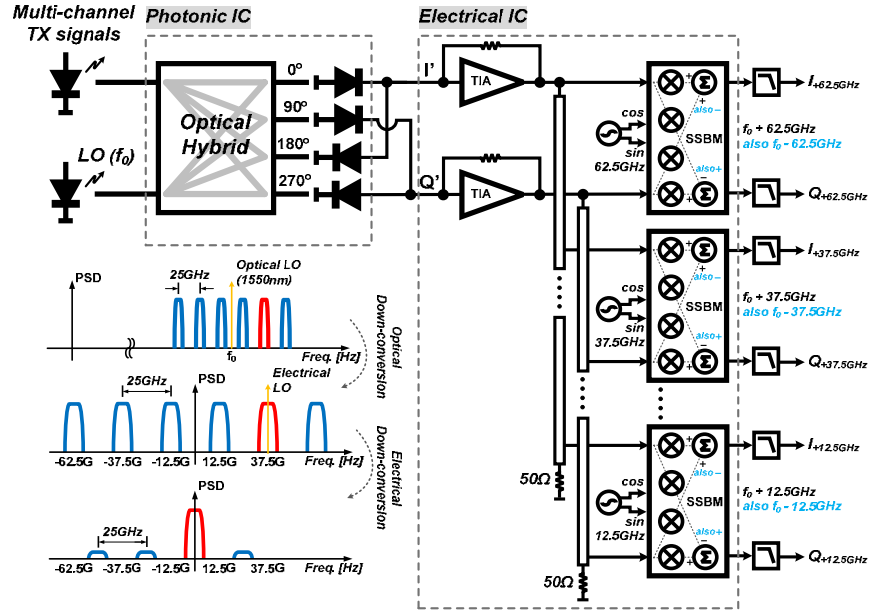 Multi-channel
TX signals
Photonic IC
Electrical IC
LO (f₀)
Optical
Hybrid
0°
90°
180°
270°
I'
Q'
TIA
TIA
cos
sin
62.5GHz
SSBM
+
Σ
+
also -
also +
−
Σ
f₀ + 62.5GHz
also f₀ - 62.5GHz
I+62.5GHz
Q+62.5GHz
cos
sin
37.5GHz
SSBM
+
Σ
+
also -
also +
−
+
Σ
f₀ + 37.5GHz
also f₀ - 37.5GHz
I+37.5GHz
Q+37.5GHz
cos
sin
12.5GHz
SSBM
+
Σ
+
also -
also +
−
+
Σ
f₀ + 12.5GHz
also f₀ - 12.5GHz
I+12.5GHz
Q+12.5GHz
50Ω
50Ω
PSD
25GHz
Optical LO
(1550nm)
f₀
Freq. [Hz]
Optical
Down-conversion
PSD
25GHz
Electrical
LO
-62.5G -37.5G -12.5G 12.5G 37.5G Freq. [Hz]
Electrical
Down-conversion
PSD
25GHz
-62.5G -37.5G -12.5G 12.5G 37.5G Freq. [Hz]